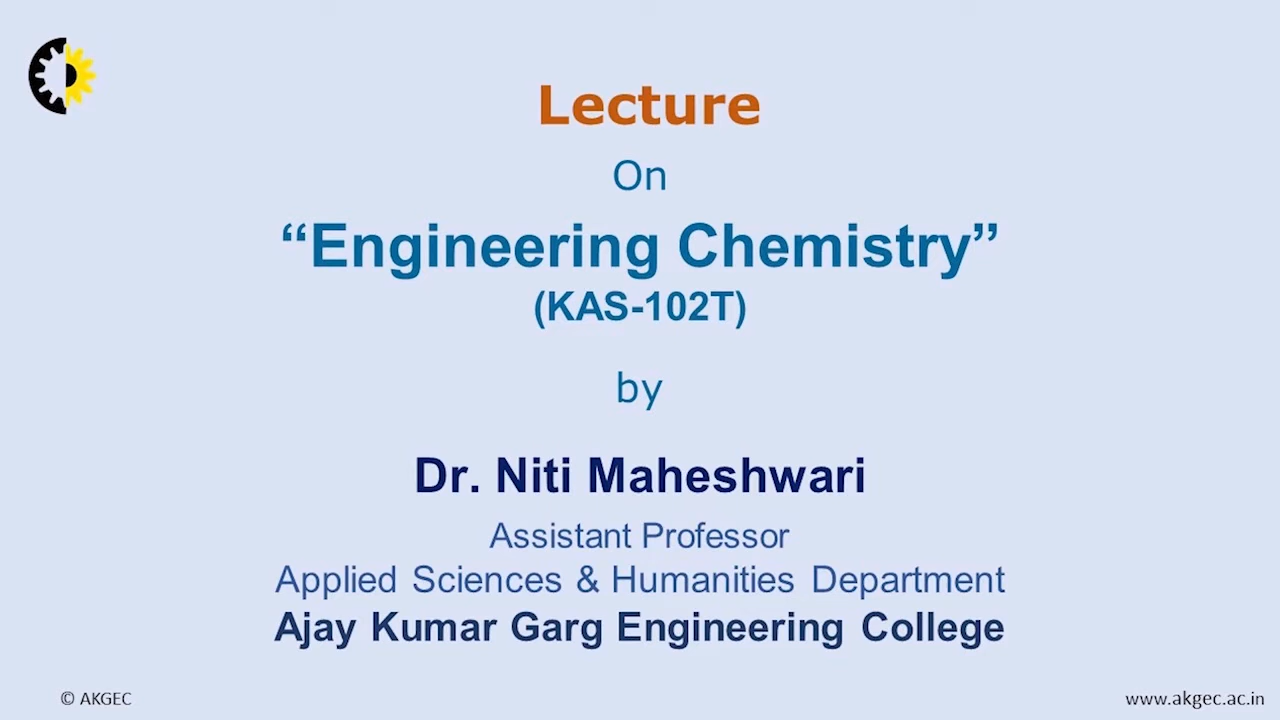 Lecture
On
“Engineering Chemistry”
(KAS-102T)
by
Dr. Niti Maheshwari
Assistant Professor
Applied Sciences & Humanities Department
Ajay Kumar Garg Engineering College
© AKGEC
www.akgec.ac.in